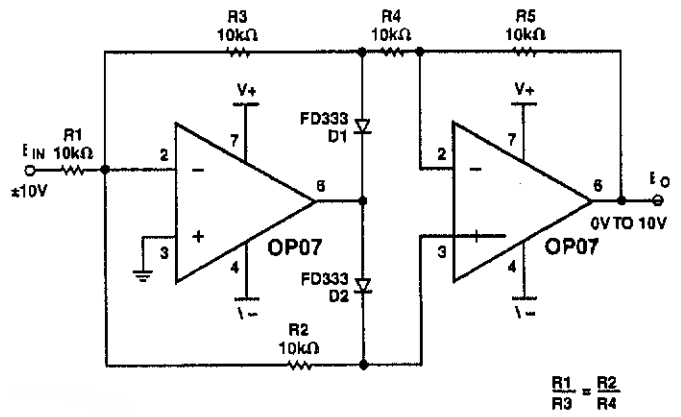 R3
10kΩ
R4
10kΩ
R5
10kΩ
V+
V+
R1
10kΩ
E IN
±10V
FD333
D1
7
2
−
6
+
3
4
OP07
V−
7
2
−
6
+
3
4
OP07
V−
E O
0V TO 10V
FD333
D2
R2
10kΩ
R1
R3
=
R2
R4